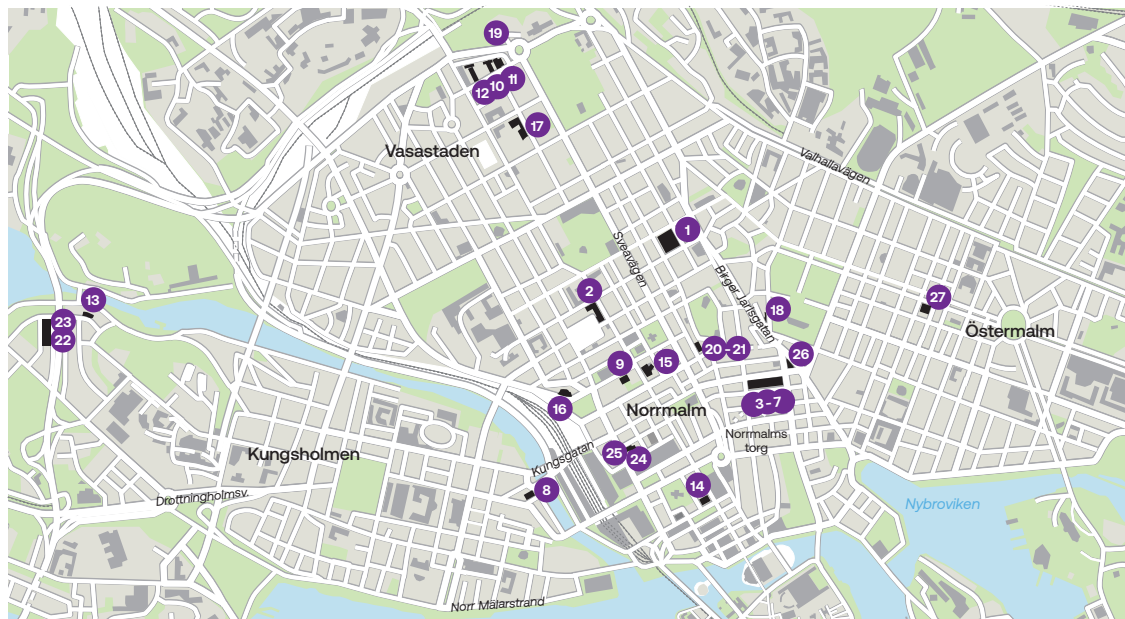 19
11
10
12
17
Vasastaden
Valhallavägen
1
Sveavägen
Birger Jarlsgatan
2
27
13
18
23
Östermalm
22
20-21
26
15
9
3-7
16
Norrmalm
Norrmalms
torg
Kungsholmen
25
24
Kungsgatan
14
8
Drottningholmsv.
Nybroviken
Norr Mälarstrand